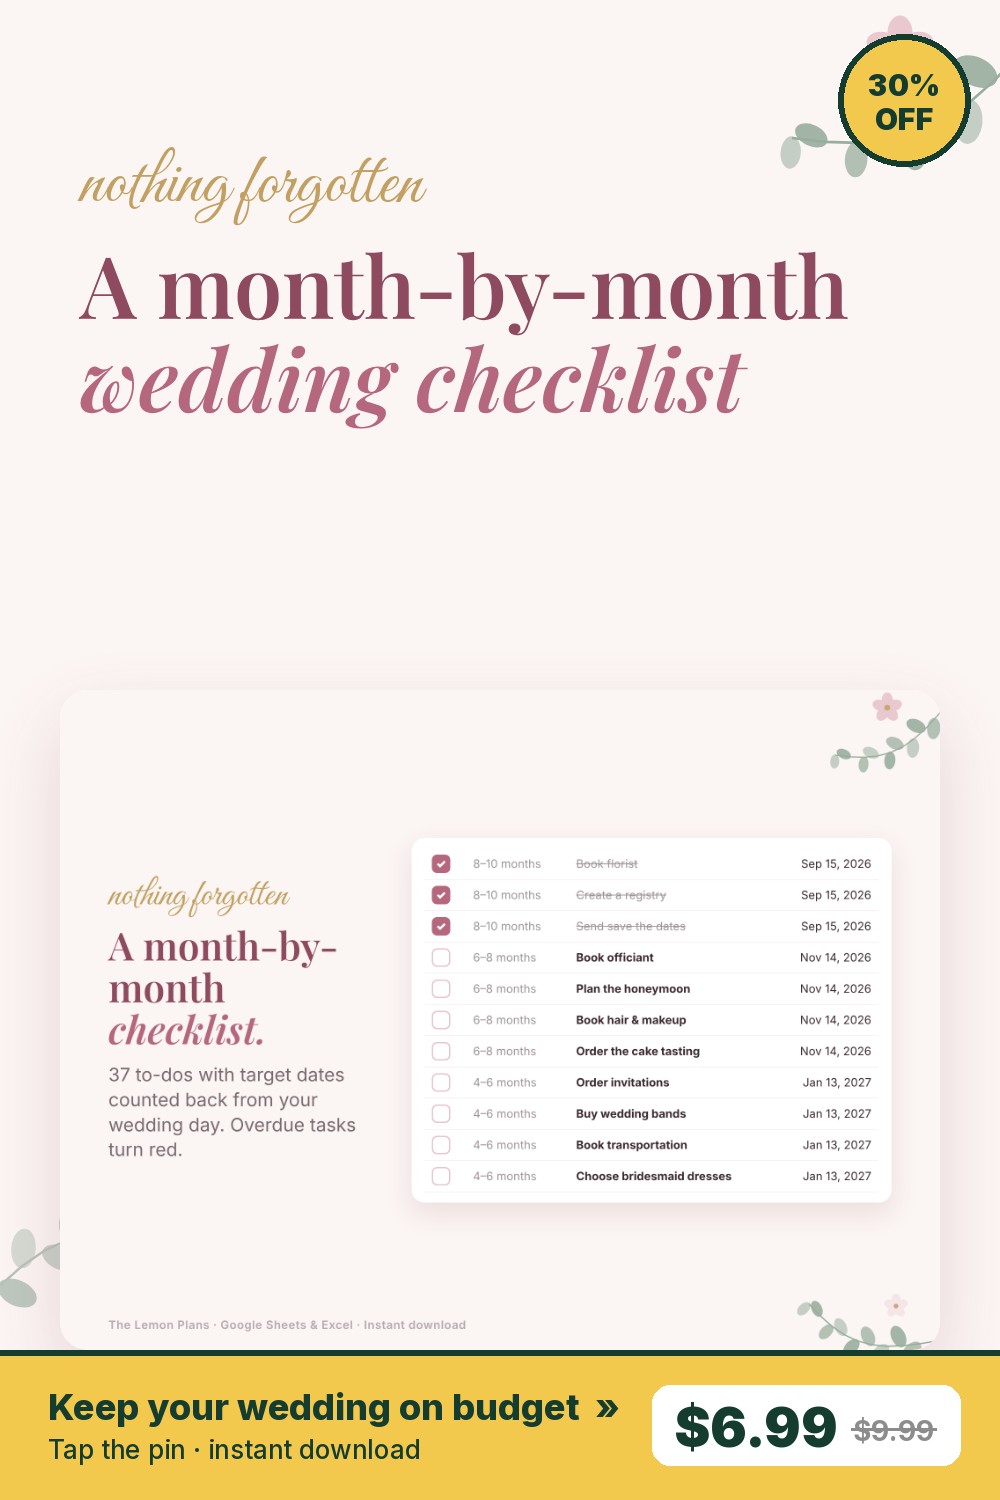 30%
OFF
nothing forgotten
A month-by-month
wedding checklist
nothing forgotten
A month-by-
month
checklist.
37 to-dos with target dates
counted back from your
wedding day. Overdue tasks
turn red.
8–10 months Book florist Sep 15, 2026
8–10 months Create a registry Sep 15, 2026
8–10 months Send save the dates Sep 15, 2026
6–8 months Book officiant Nov 14, 2026
6–8 months Plan the honeymoon Nov 14, 2026
6–8 months Book hair & makeup Nov 14, 2026
6–8 months Order the cake tasting Nov 14, 2026
4–6 months Order invitations Jan 13, 2027
4–6 months Buy wedding bands Jan 13, 2027
4–6 months Book transportation Jan 13, 2027
4–6 months Choose bridesmaid dresses Jan 13, 2027
The Lemon Plans · Google Sheets & Excel · Instant download
Keep your wedding on budget »
Tap the pin · instant download
$6.99 $9.99